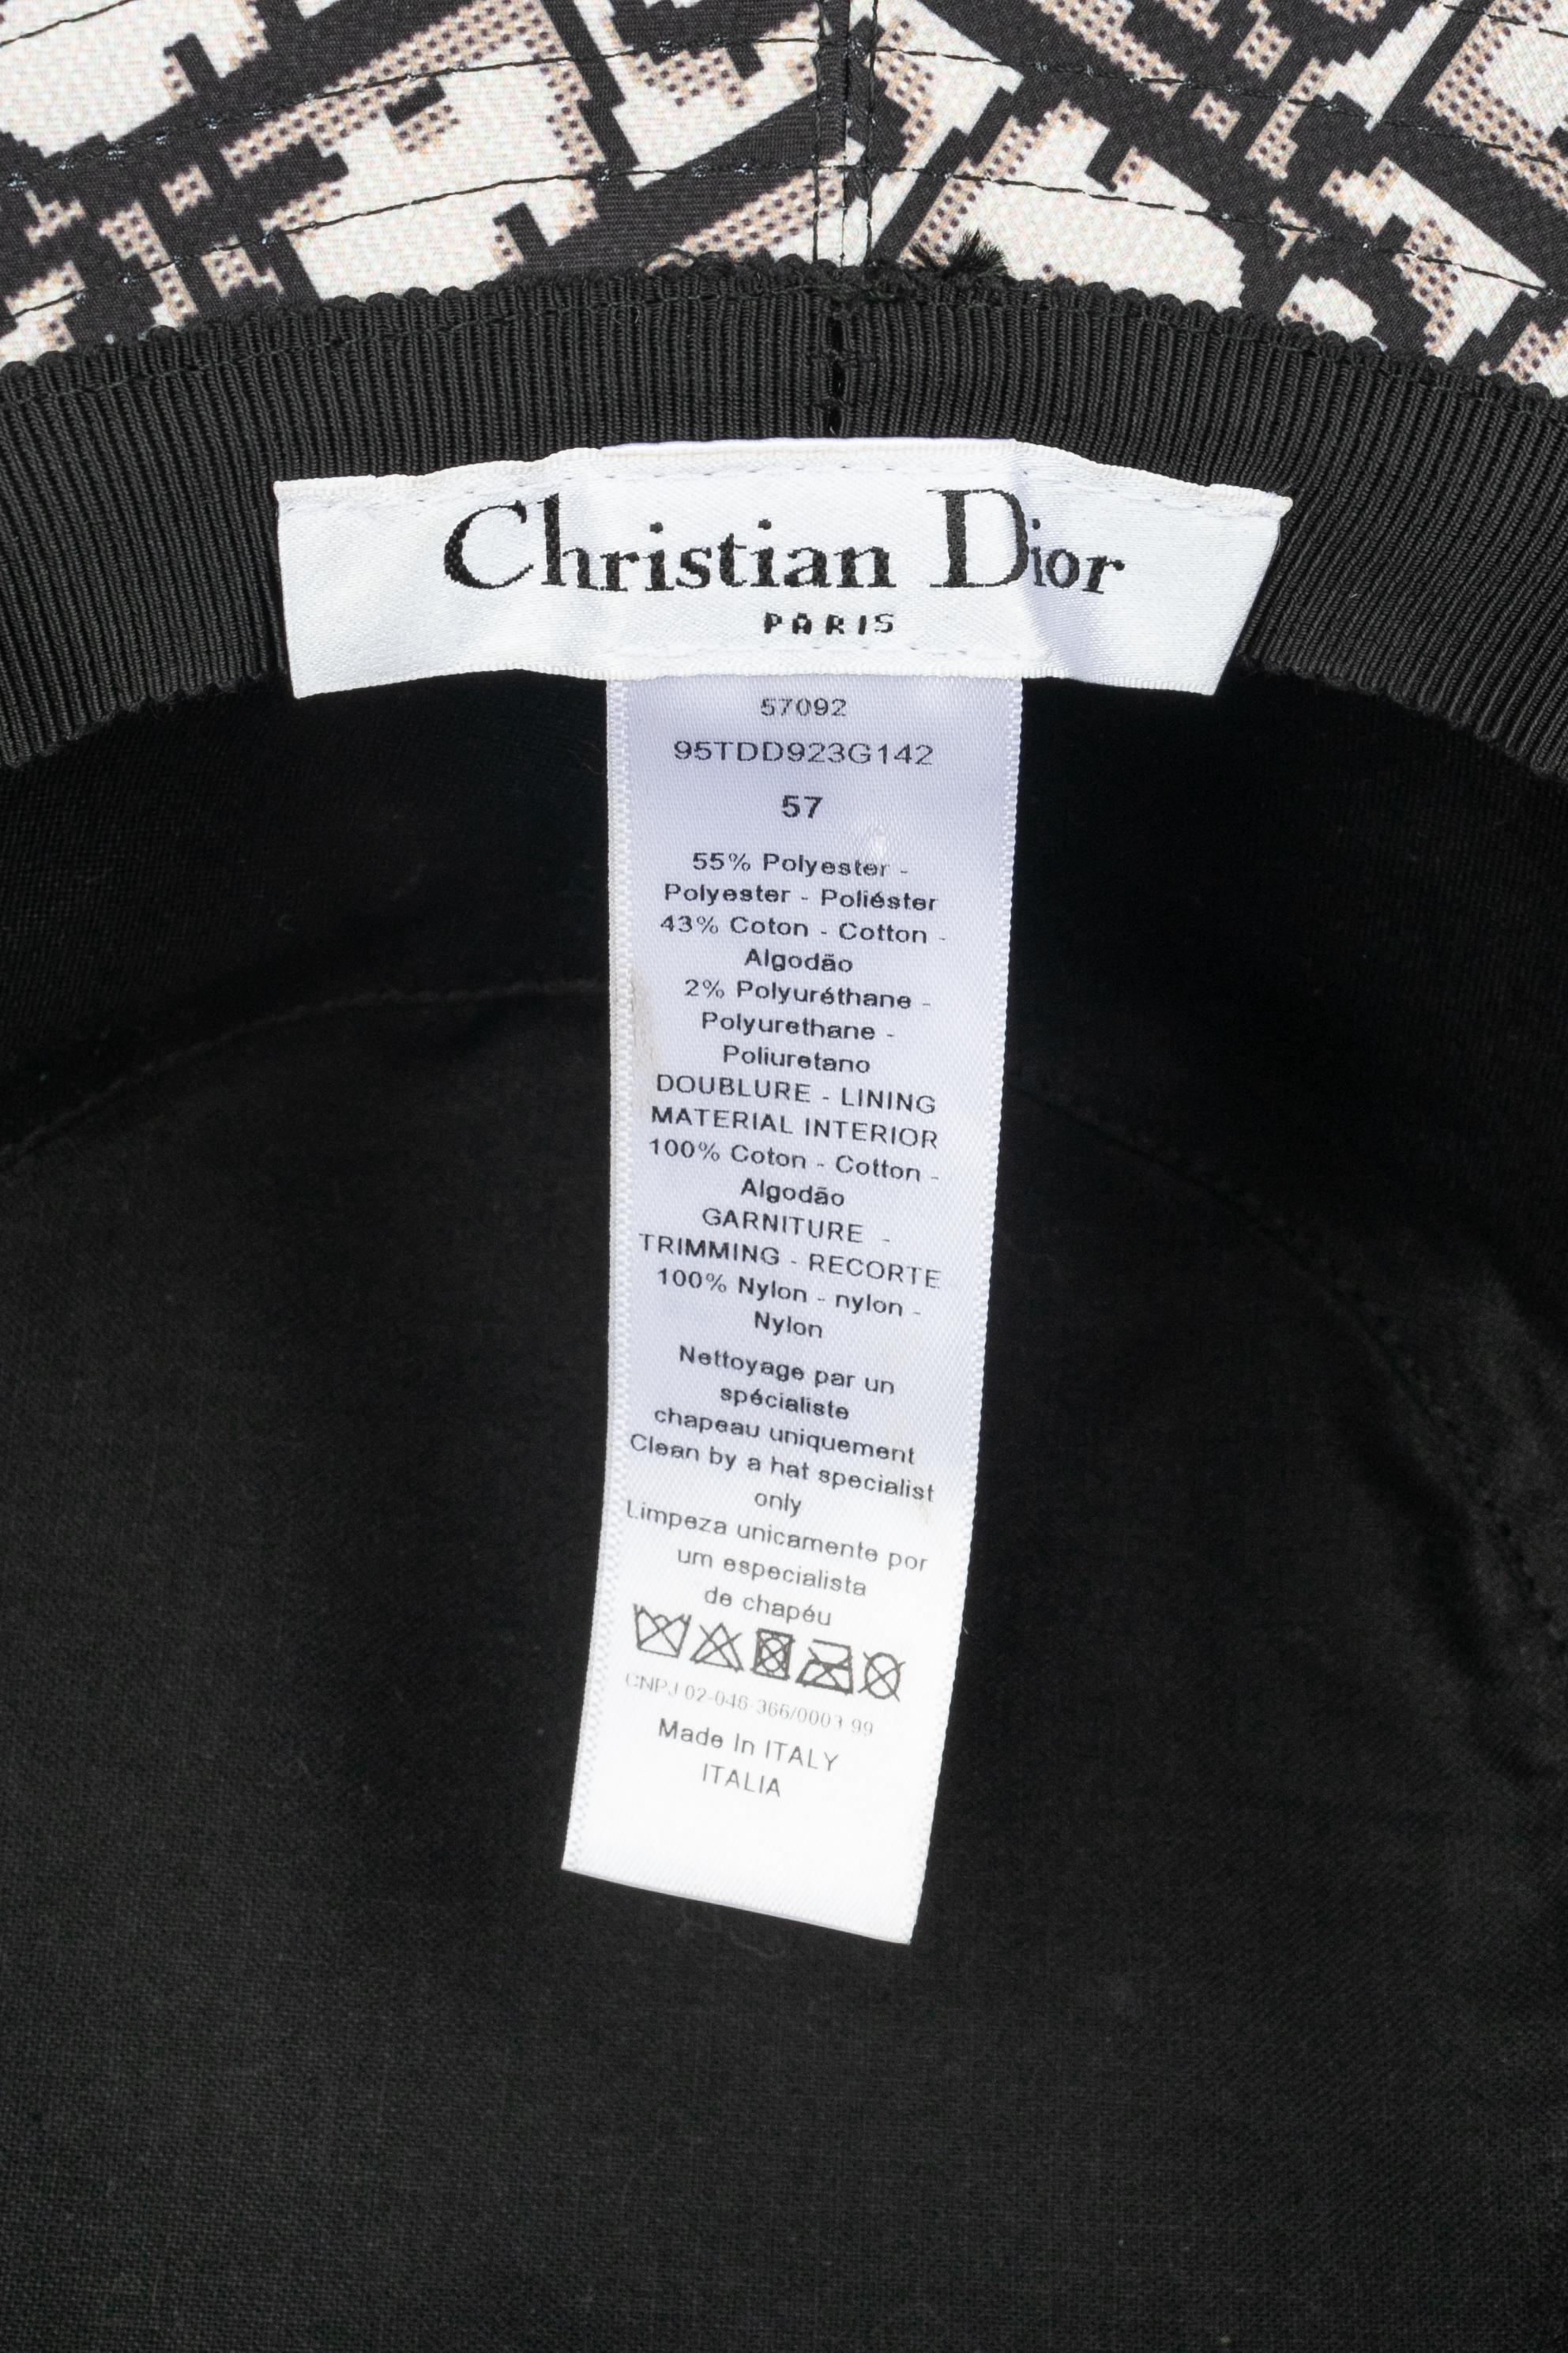 Christian Dior
PARIS
57092
95TDD923G142
57
55% Polyester -
Polyester - Poliéster
43% Coton - Cotton -
Algodão
2% Polyuréthane -
Polyurethane -
Poliuretano
DOUBLURE - LINING
MATERIAL INTERIOR
100% Coton - Cotton -
Algodão
GARNITURE -
TRIMMING - RECORTE
100% Nylon - nylon -
Nylon
Nettoyage par un
spécialiste
chapeau uniquement
Clean by a hat specialist
only
Limpeza unicamente por
um especialista
de chapéu
CNPJ 02-046-366/0003-99
Made In ITALY
ITALIA